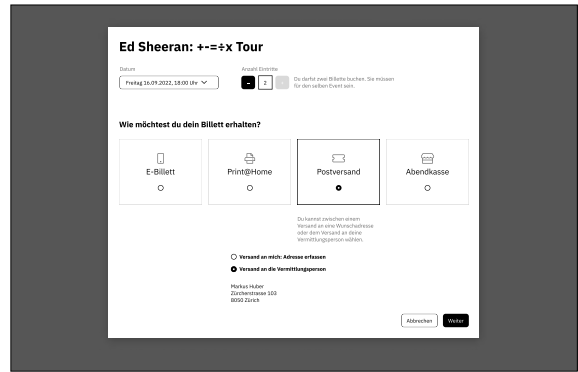 Ed Sheeran: +-=÷x Tour
Datum
Anzahl Eintritte
Freitag 16.09.2022, 18:00 Uhr
- 2
Du darfst zwei Billette buchen. Sie müssen
für den selben Event sein.
Wie möchtest du dein Billett erhalten?
E-Billett
Print@Home
Postversand
Abendkasse
Du kannst zwischen einem
Versand an eine Wunschadresse
oder dem Versand an deine
Vermittlungsperson wählen.
Versand an mich: Adresse erfassen
Versand an die Vermittlungsperson
Markus Huber
Zürcherstrasse 103
8050 Zürich
Abbrechen
Weiter